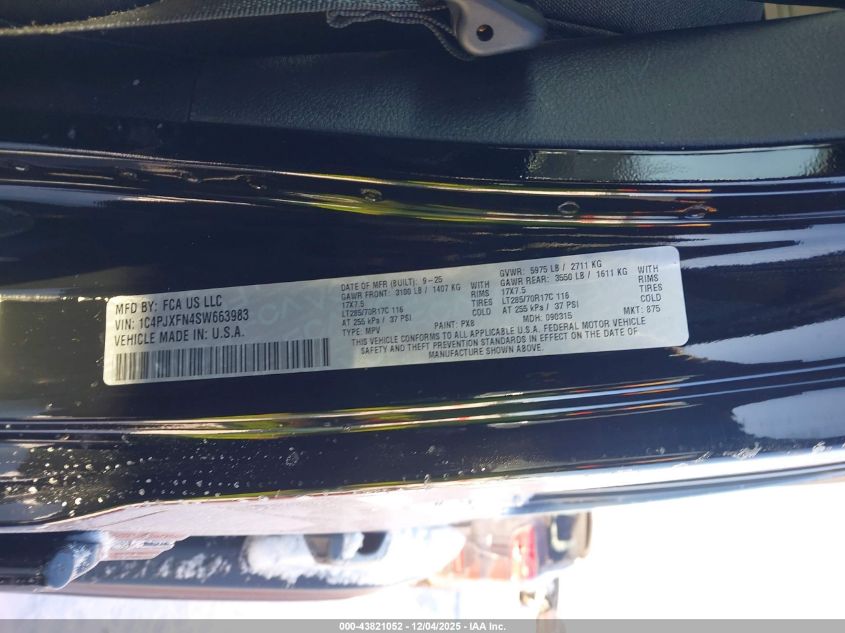 MFD BY: FCA US LLC
VIN: 1C4PJXFN4SW663983
VEHICLE MADE IN: U.S.A.
DATE OF MFR (BUILT): 9-25
GAWR FRONT: 3100 LB / 1407 KG WITH
17X7.5 RIMS
LT285/70R17C 116 TIRES
AT 255 kPa / 37 PSI COLD
TYPE: MPV PAINT: PX8
GVWR: 5975 LB / 2711 KG
GAWR REAR: 3550 LB / 1611 KG WITH
17X7.5 RIMS
LT285/70R17C 116 TIRES
AT 255 kPa / 37 PSI COLD
MDH: 090315 MKT: 875
THIS VEHICLE CONFORMS TO ALL APPLICABLE U.S.A. FEDERAL MOTOR VEHICLE
SAFETY AND THEFT PREVENTION STANDARDS IN EFFECT ON THE DATE OF
MANUFACTURE SHOWN ABOVE.
000-43821052 - 12/04/2025 - IAA Inc.